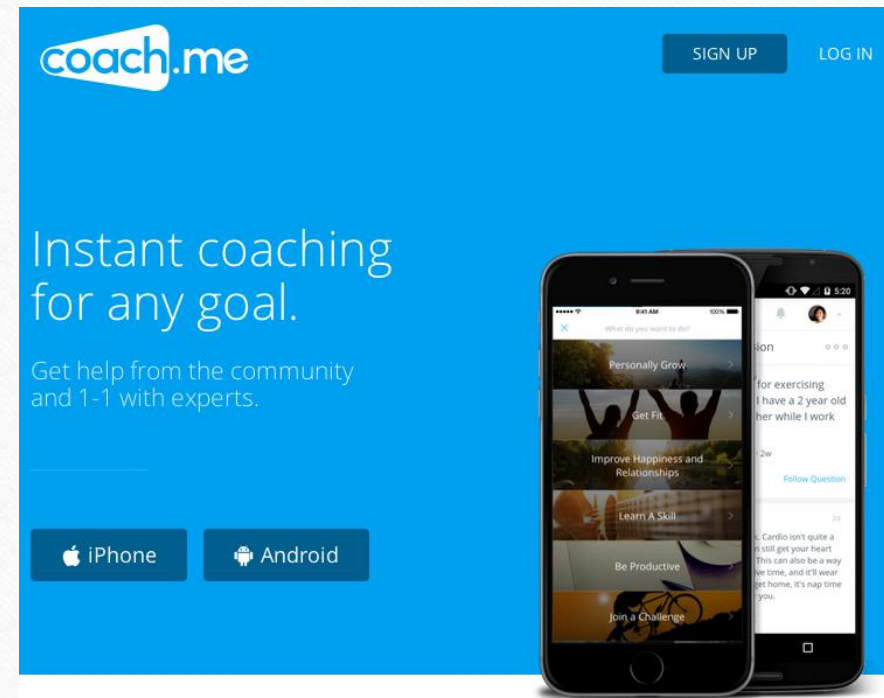 coach.me
SIGN UP
LOG IN
Instant coaching
for any goal.
Get help from the community
and 1-1 with experts.
iPhone
Android
9:41 AM
100%
What do you want to do?
Personally Grow
Get Fit
Improve Happiness and
Relationships
Learn A Skill
Be Productive
Join a Challenge
5:20
for exercising
I have a 2 year old
her while I work
2w
Follow Question
2d
. Cardio isn't quite a
n still get your heart
This can also be a way
ive time, and it'll wear
get home, it's nap time
you.